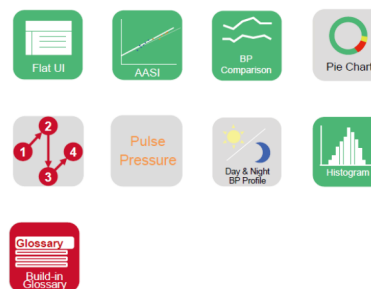 Flat UI
AASI
BP
Comparison
Pie Chart
1
2
3
4
Pulse
Pressure
Day & Night
BP Profile
Histogram
Glossary
Build-in
Glossary